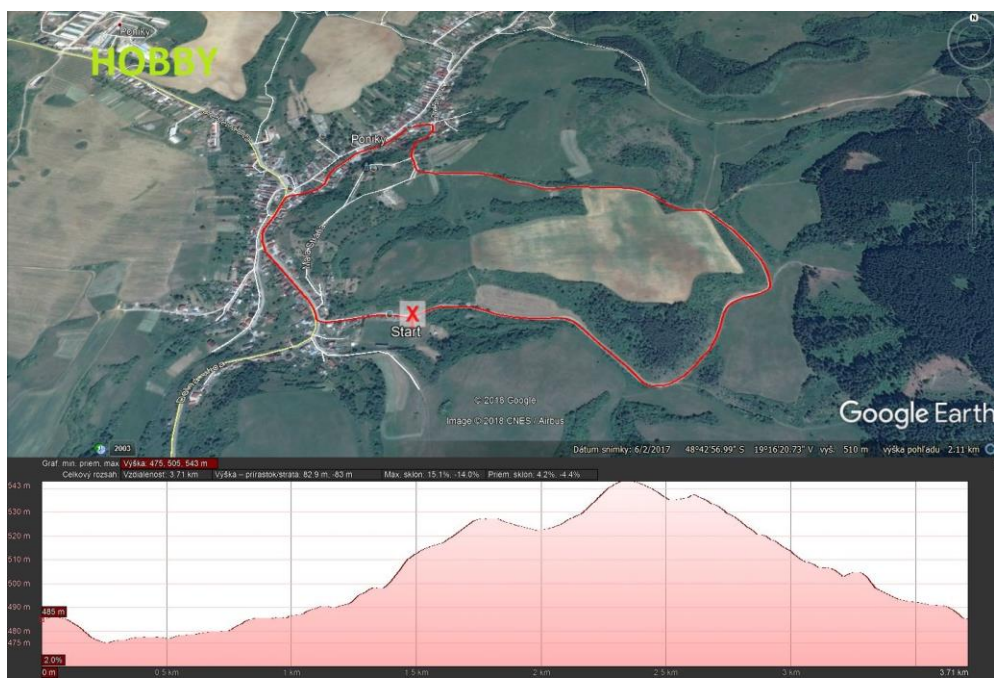 Poniky
HOBBY
N
Poniky
Malá Stran
X
Start
© 2018 Google
Image © 2018 CNES / Airbus
Google Earth
2003
Dátum snímky: 6/2/2017 48°42'56.99" S 19°16'20.73" V výš. 510 m výška pohľadu 2.11 km
Graf: min, priem, max Výška: 475, 505, 543 m
Celkový rozsah: Vzdialenosť: 3.71 km Výška – prírastok/strata: 82.9 m, -83 m Max. sklon: 15.1%, -14.0% Priem. sklon: 4.2%, -4.4%
543 m
530 m
520 m
510 m
500 m
490 m
485 m
480 m
475 m
2.0%
0 m
0.5 km
1 km
1.5 km
2 km
2.5 km
3 km
3.71 km